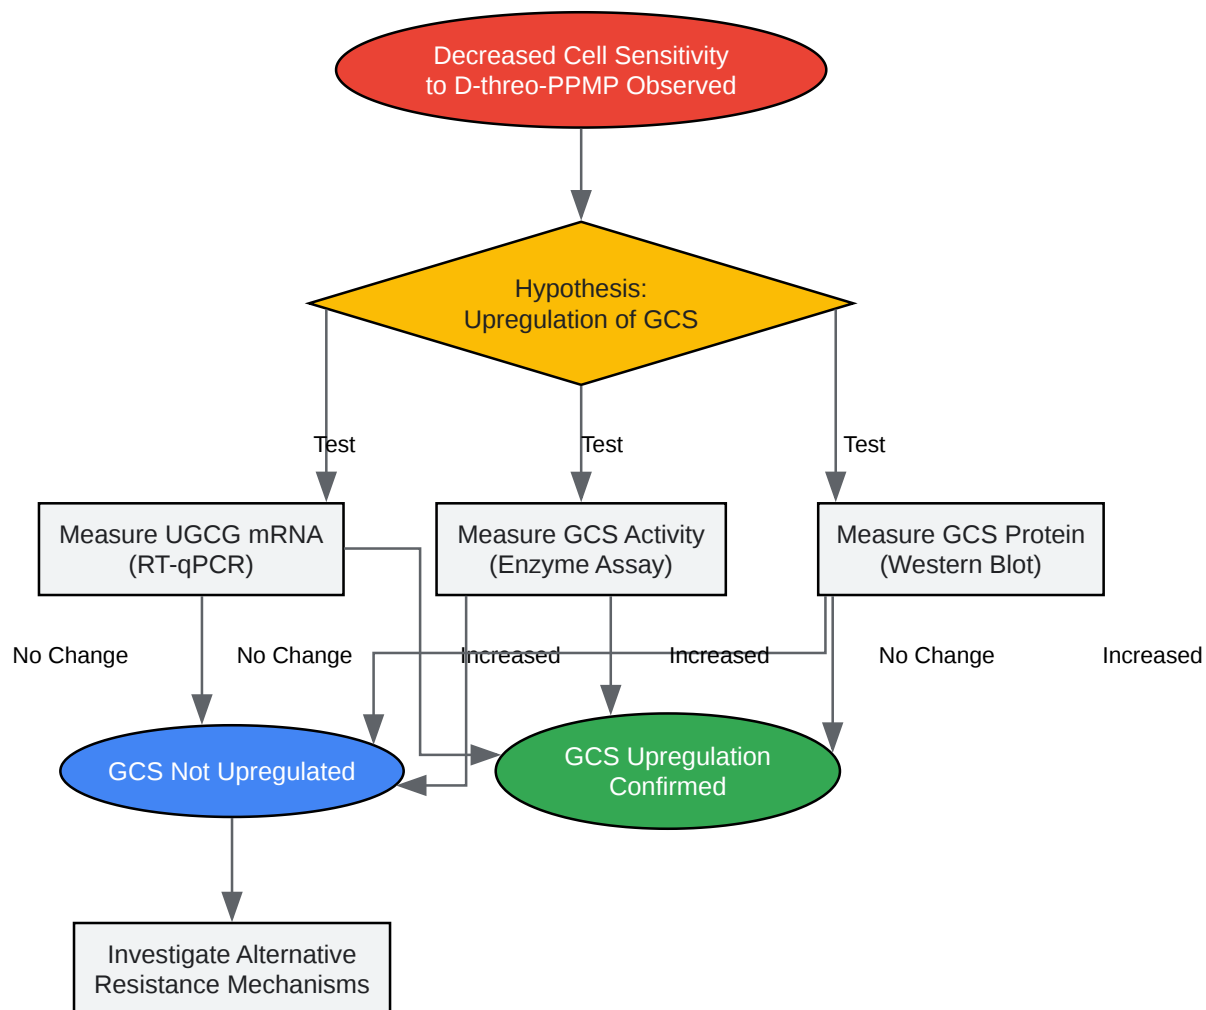 Decreased Cell Sensitivity
to D-threo-PPMP Observed
Hypothesis:
Upregulation of GCS
Test
Test
Test
Measure UGCG mRNA
(RT-qPCR)
Measure GCS Activity
(Enzyme Assay)
Measure GCS Protein
(Western Blot)
No Change
No Change
Increased
Increased
No Change
Increased
GCS Not Upregulated
GCS Upregulation
Confirmed
Investigate Alternative
Resistance Mechanisms